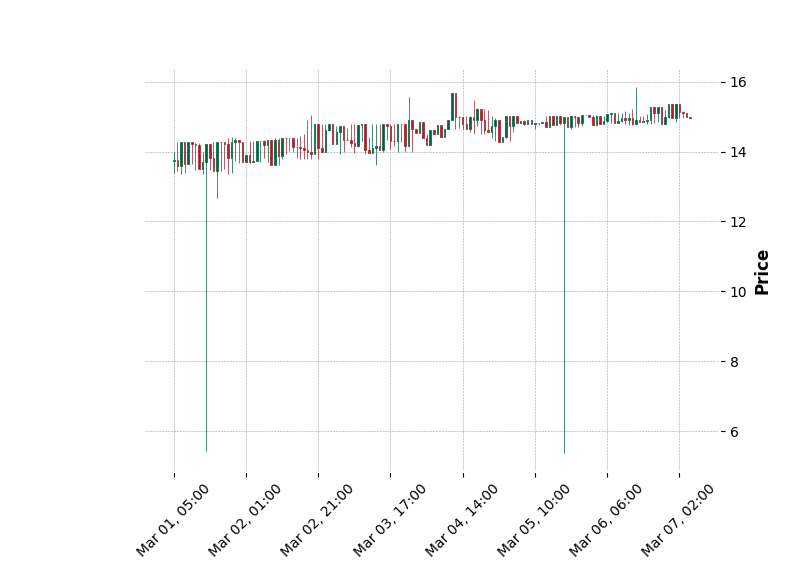 16
14
12
10
8
6
Price
Mar 01, 05:00
Mar 02, 01:00
Mar 02, 21:00
Mar 03, 17:00
Mar 04, 14:00
Mar 05, 10:00
Mar 06, 06:00
Mar 07, 02:00